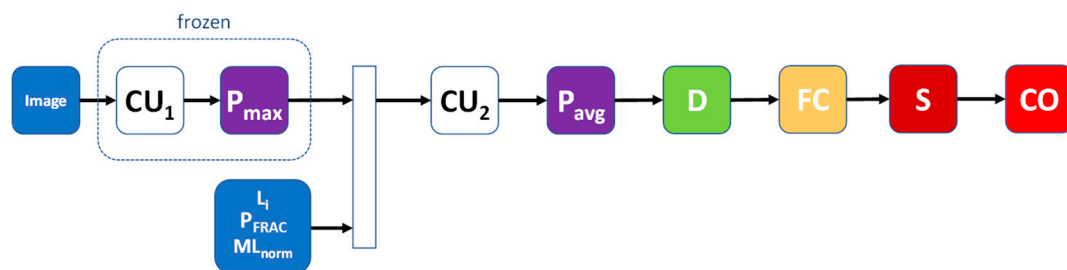 frozen
Image
CU1
Pmax
CU2
Pavg
D
FC
S
CO
Li
PFRAC
MLnorm